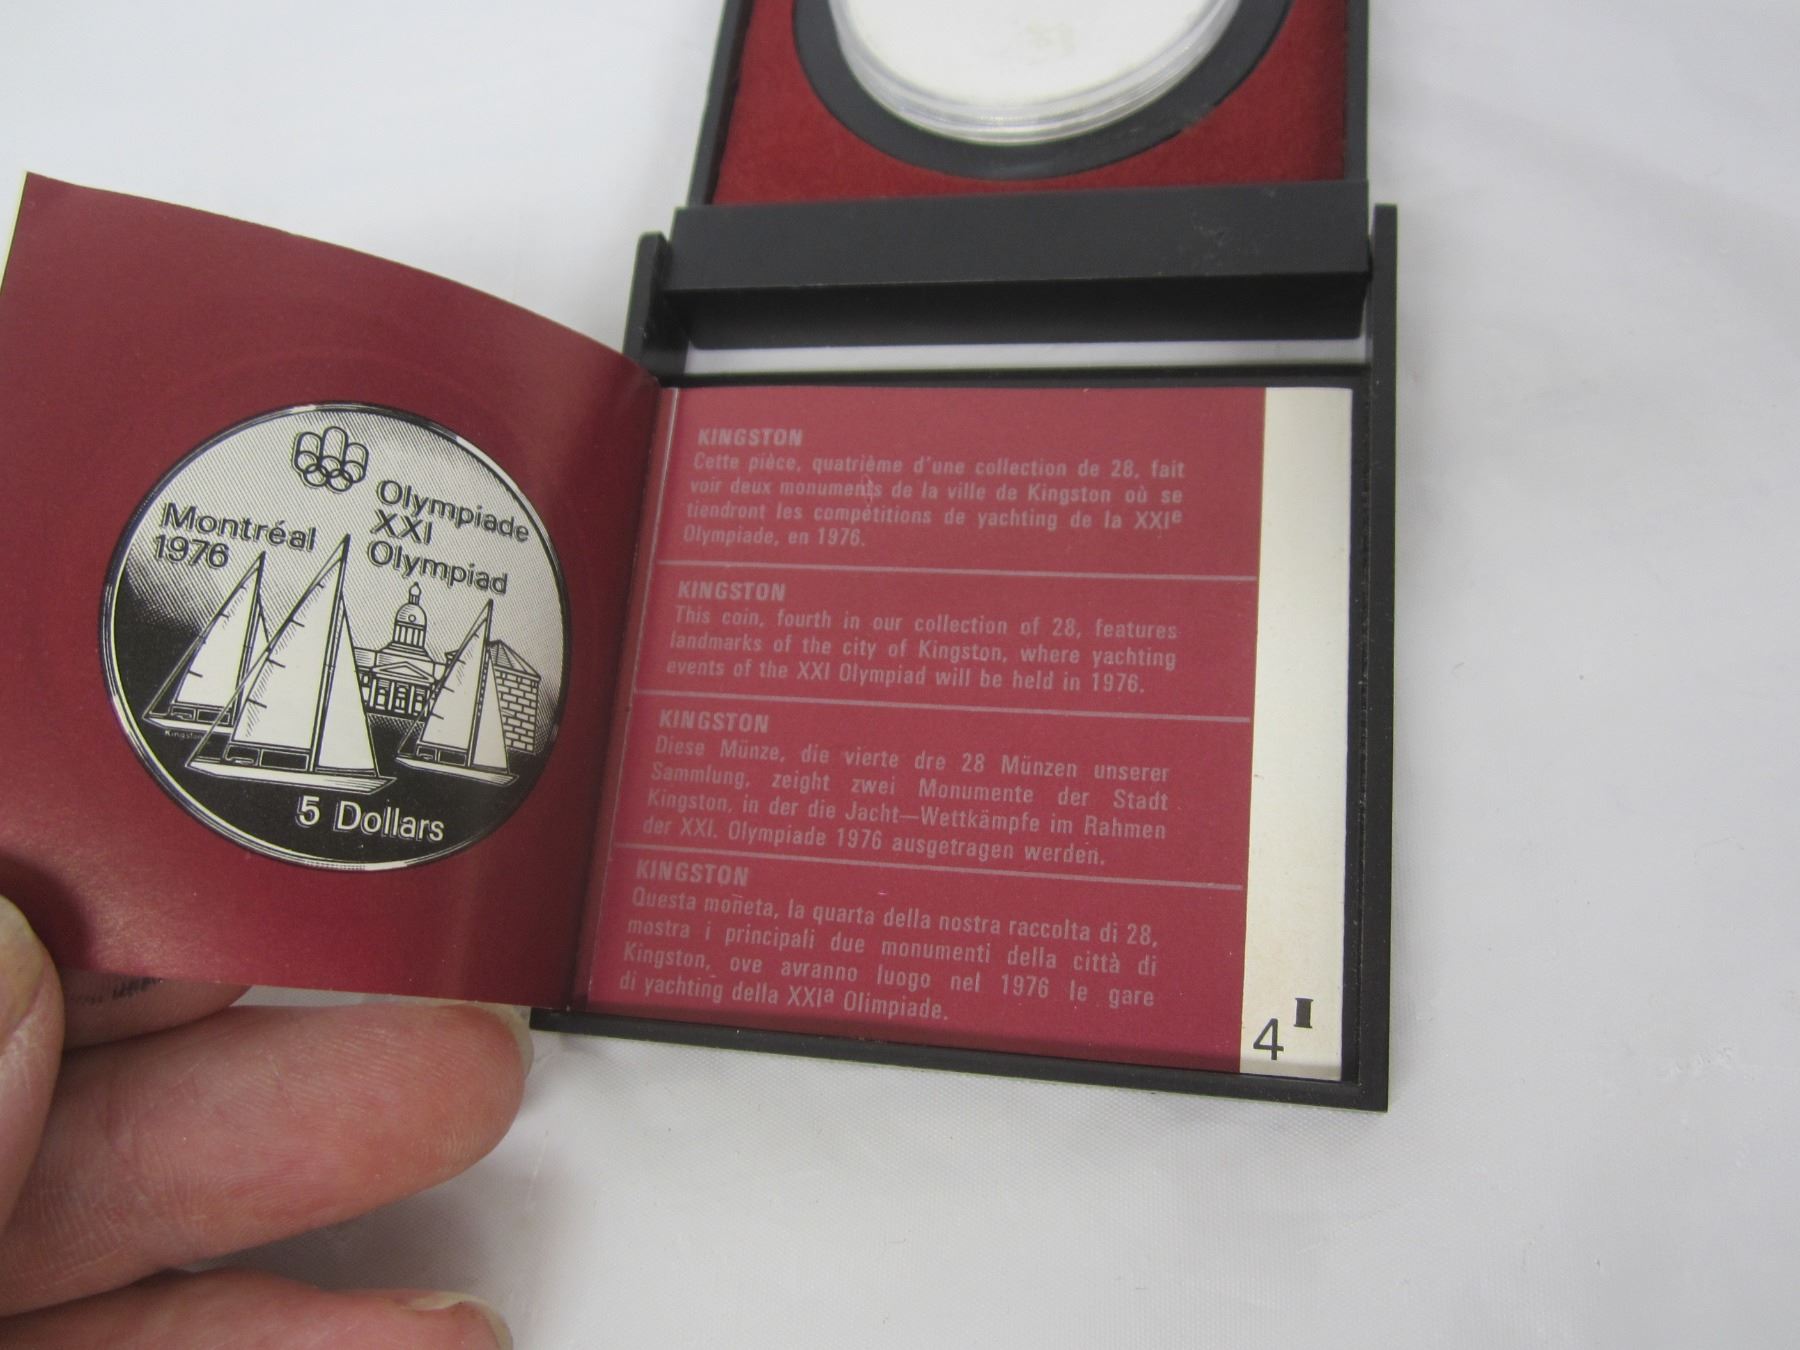 Olympiade
XXI
Olympiad
Montréal
1976
Kingston
5 Dollars
KINGSTON
Cette pièce, quatrième d'une collection de 28, fait
voir deux monuments de la ville de Kingston où se
tiendront les compétitions de yachting de la XXIe
Olympiade, en 1976.
KINGSTON
This coin, fourth in our collection of 28, features
landmarks of the city of Kingston, where yachting
events of the XXI Olympiad will be held in 1976.
KINGSTON
Diese Münze, die vierte dre 28 Münzen unserer
Sammlung, zeight zwei Monumente der Stadt
Kingston, in der die Jacht—Wettkämpfe im Rahmen
der XXI. Olympiade 1976 ausgetragen werden.
KINGSTON
Questa moneta, la quarta della nostra raccolta di 28,
mostra i principali due monumenti della città di
Kingston, ove avranno luogo nel 1976 le gare
di yachting della XXIa Olimpiade.
4 I